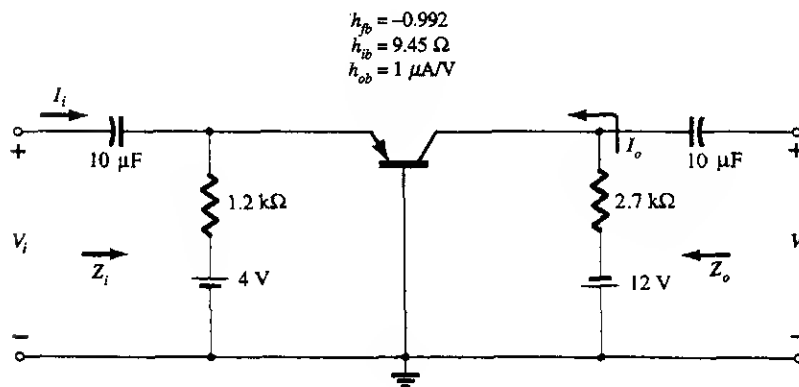 h_fb = –0.992
h_ib = 9.45 Ω
h_ob = 1 μA/V
I_i
+
10 μF
I_o
10 μF
+
1.2 kΩ
2.7 kΩ
V_i
Z_i
4 V
12 V
Z_o
V
–
–